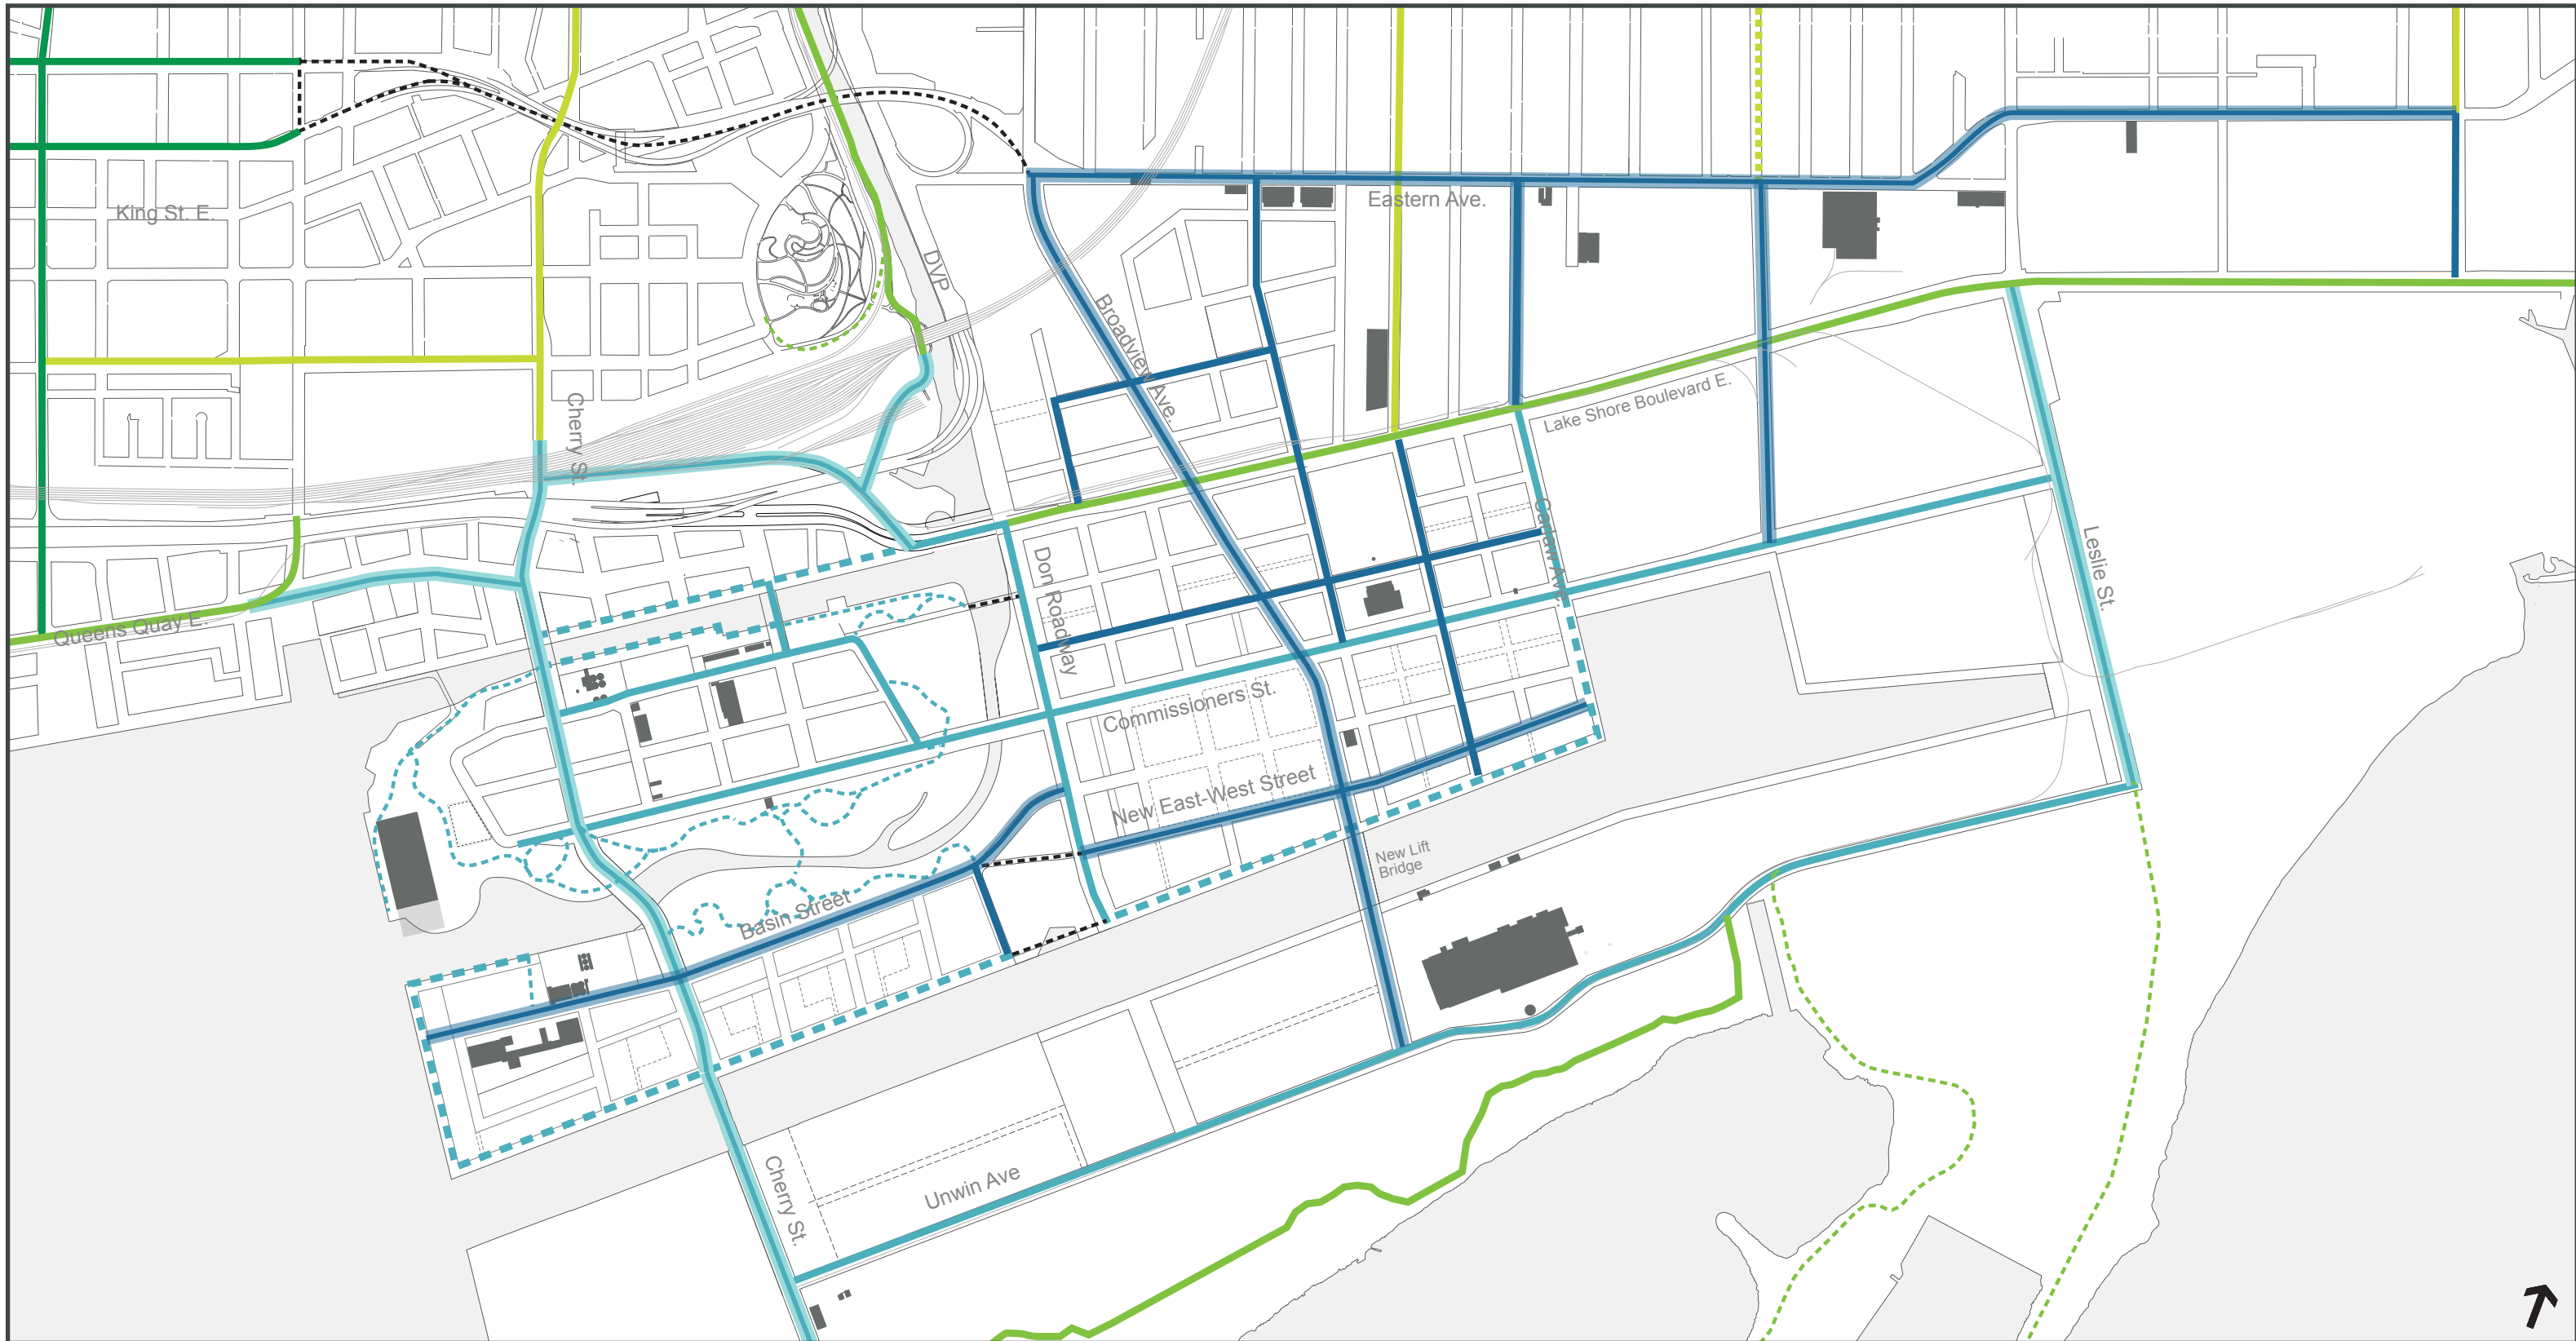 King St. E.
DVP
Eastern Ave.
Broadview Ave.
Cherry St.
Lake Shore Boulevard E.
Carlaw Ave.
Don Roadway
Leslie St.
Queens Quay E.
Commissioners St.
New East-West Street
New Lift
Bridge
Basin Street
Cherry St.
Unwin Ave